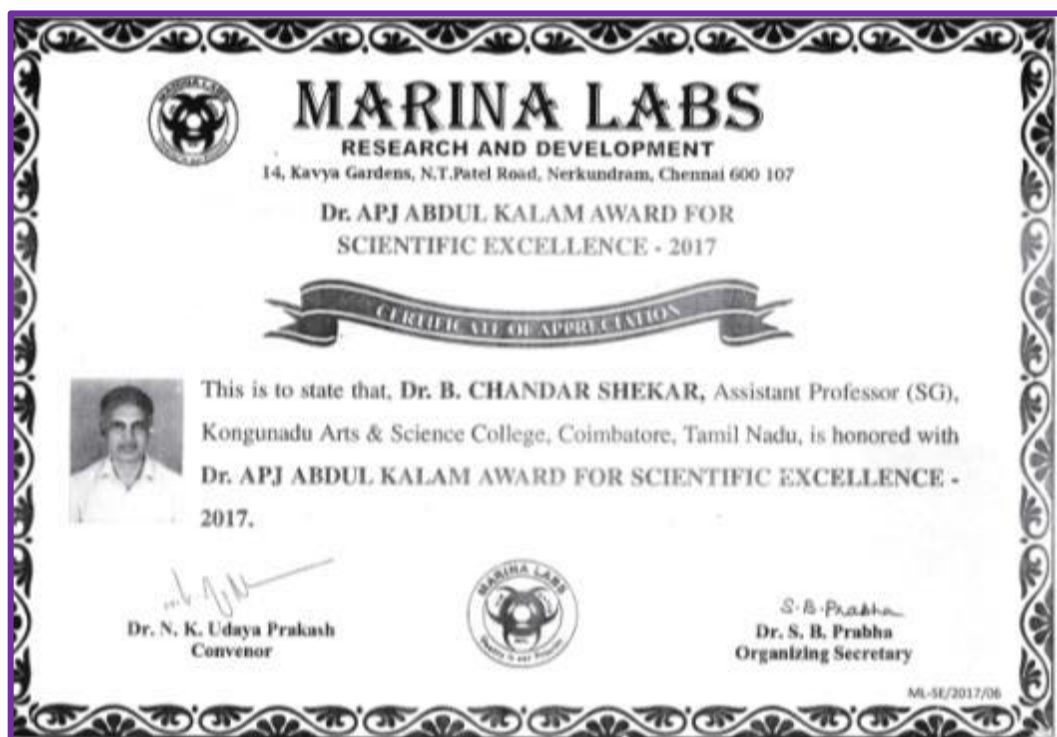 MARINA LABS
MARINA LABS
RESEARCH AND DEVELOPMENT
14, Kavya Gardens, N.T.Patel Road, Nerkundram, Chennai 600 107
Dr. APJ ABDUL KALAM AWARD FOR
SCIENTIFIC EXCELLENCE - 2017
CERTIFICATE OF APPRECIATION
This is to state that, Dr. B. CHANDAR SHEKAR, Assistant Professor (SG),
Kongunadu Arts & Science College, Coimbatore, Tamil Nadu, is honored with
Dr. APJ ABDUL KALAM AWARD FOR SCIENTIFIC EXCELLENCE -
2017.
MARINA LABS
S.B.Prabha
Dr. N. K. Udaya Prakash
Convenor
Dr. S. B. Prabha
Organizing Secretary
ML-SE/2017/06